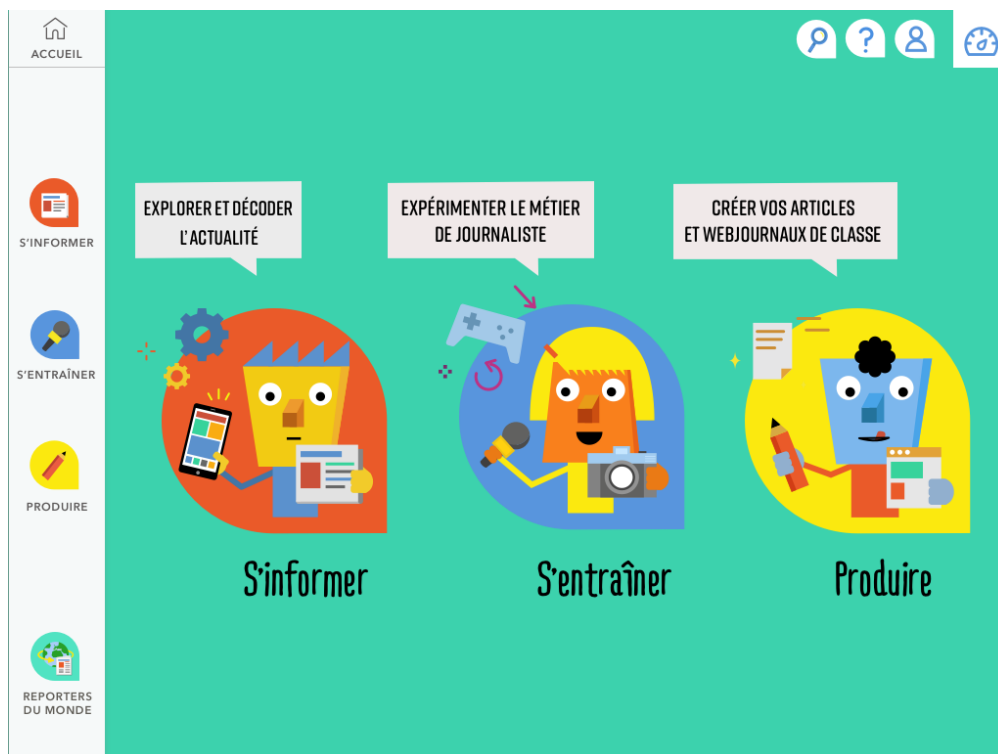 ACCUEIL
S'INFORMER
S'ENTRAÎNER
PRODUIRE
REPORTERS
DU MONDE
EXPLORER ET DÉCODER
L'ACTUALITÉ
EXPÉRIMENTER LE MÉTIER
DE JOURNALISTE
CRÉER VOS ARTICLES
ET WEBJOURNAUX DE CLASSE
S'informer
S'entraîner
Produire